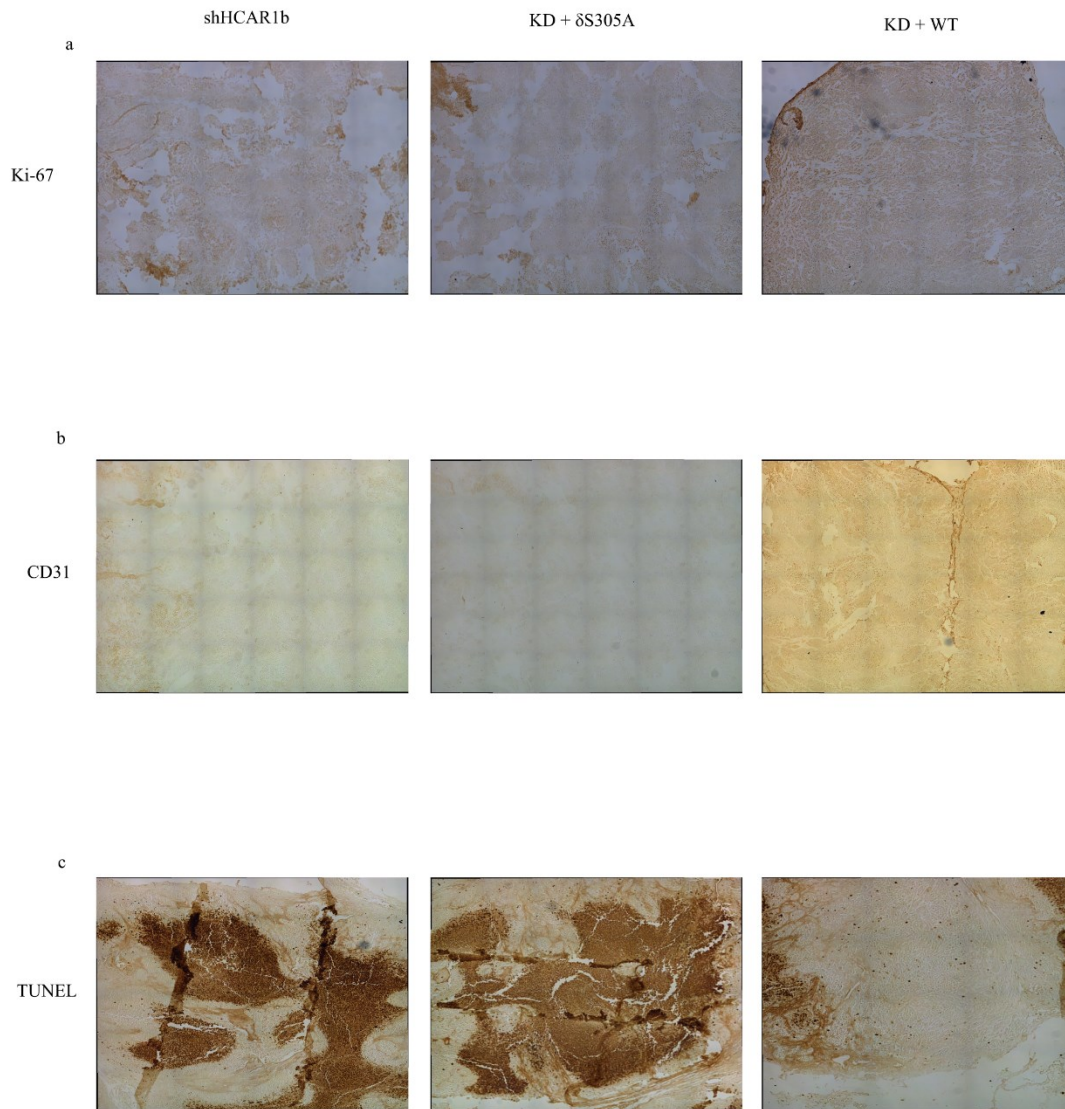 shHCAR1b KD + δS305A KD + WT
a
Ki-67
b
CD31
c
TUNEL